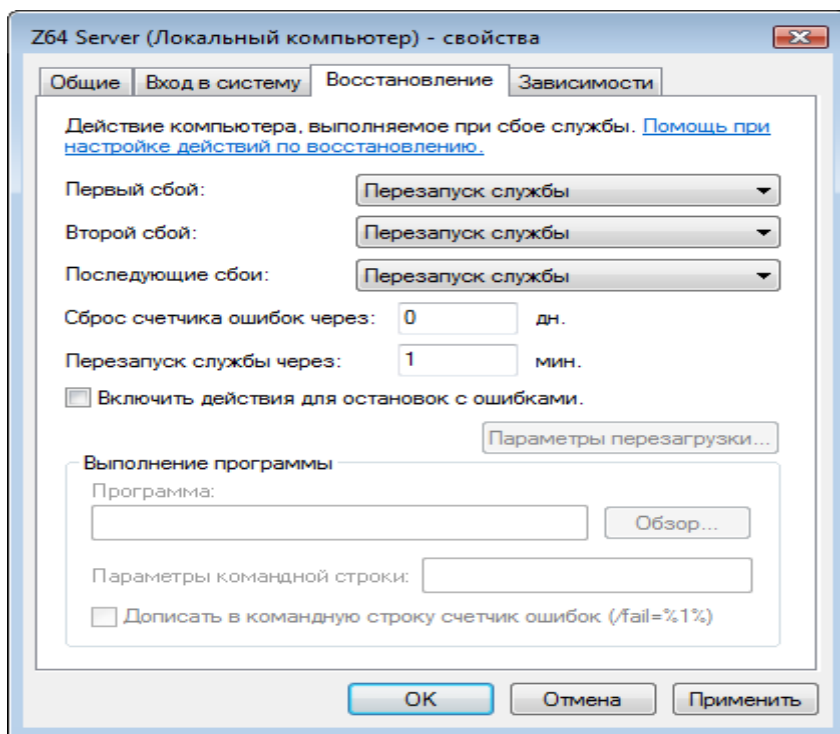 Z64 Server (Локальный компьютер) - свойства
Общие Вход в систему Восстановление Зависимости
Действие компьютера, выполняемое при сбое службы. Помощь при
настройке действий по восстановлению.
Первый сбой: Перезапуск службы
Второй сбой: Перезапуск службы
Последующие сбои: Перезапуск службы
Сброс счетчика ошибок через: 0 дн.
Перезапуск службы через: 1 мин.
Включить действия для остановок с ошибками.
Параметры перезагрузки...
Выполнение программы
Программа:
Обзор...
Параметры командной строки:
Дописать в командную строку счетчик ошибок (/fail=%1%)
OK Отмена Применить